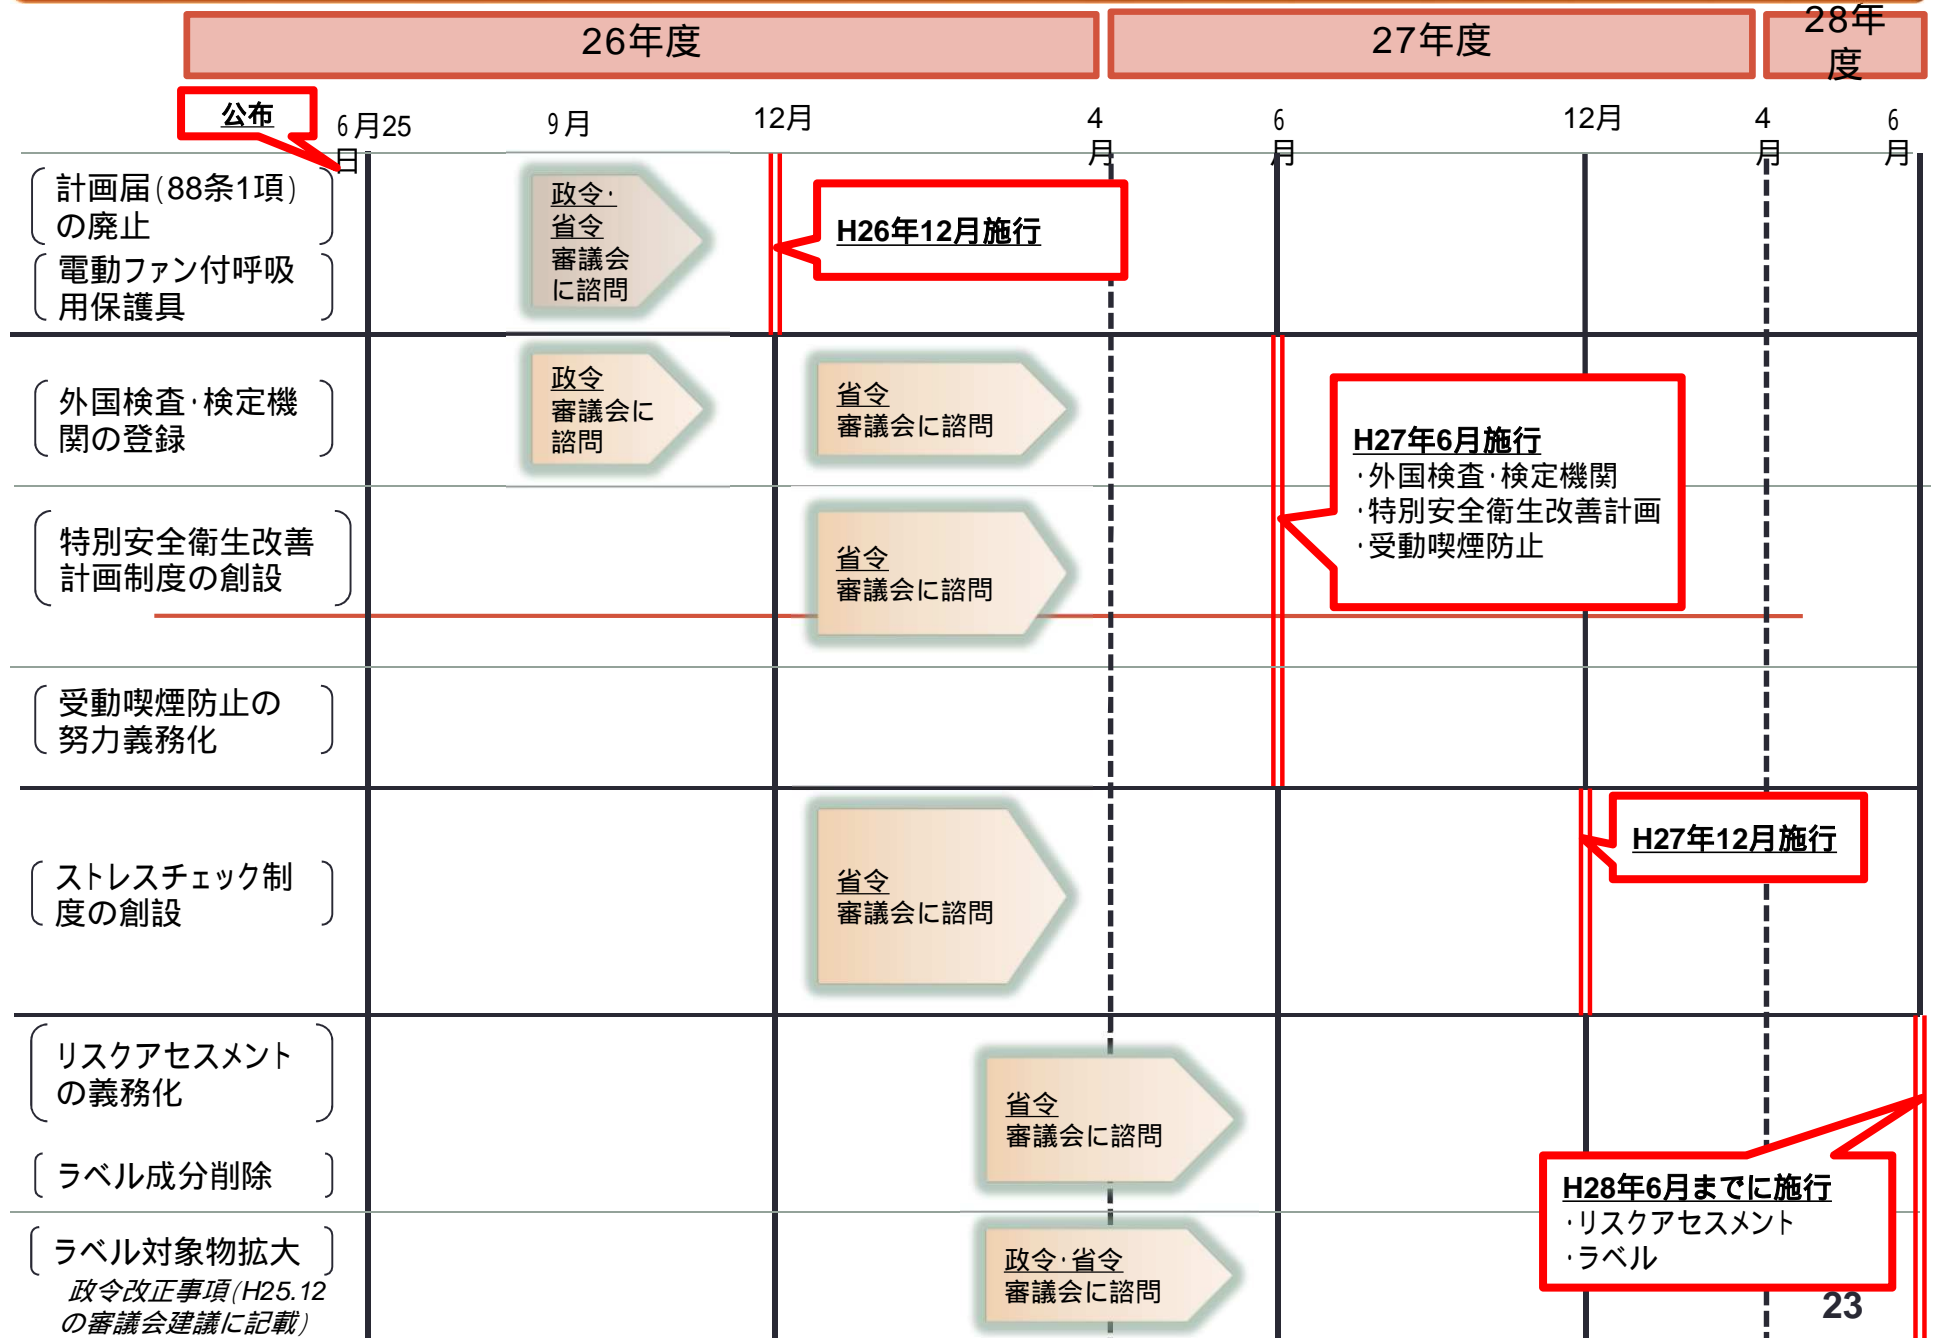 26年度
27年度
28年
度
公布
6月25
日
9月
12月
4
月
6
月
12月
4
月
6
月
計画届(88条1項)
の廃止
電動ファン付呼吸
用保護具
政令・
省令
審議会
に諮問
H26年12月施行
外国検査・検定機
関の登録
政令
審議会に
諮問
省令
審議会に諮問
H27年6月施行
・外国検査・検定機関
・特別安全衛生改善計画
・受動喫煙防止
特別安全衛生改善
計画制度の創設
省令
審議会に諮問
受動喫煙防止の
努力義務化
ストレスチェック制
度の創設
省令
審議会に諮問
H27年12月施行
リスクアセスメント
の義務化
ラベル成分削除
省令
審議会に諮問
H28年6月までに施行
・リスクアセスメント
・ラベル
ラベル対象物拡大
政令改正事項(H25.12
の審議会建議に記載)
政令・省令
審議会に諮問
23